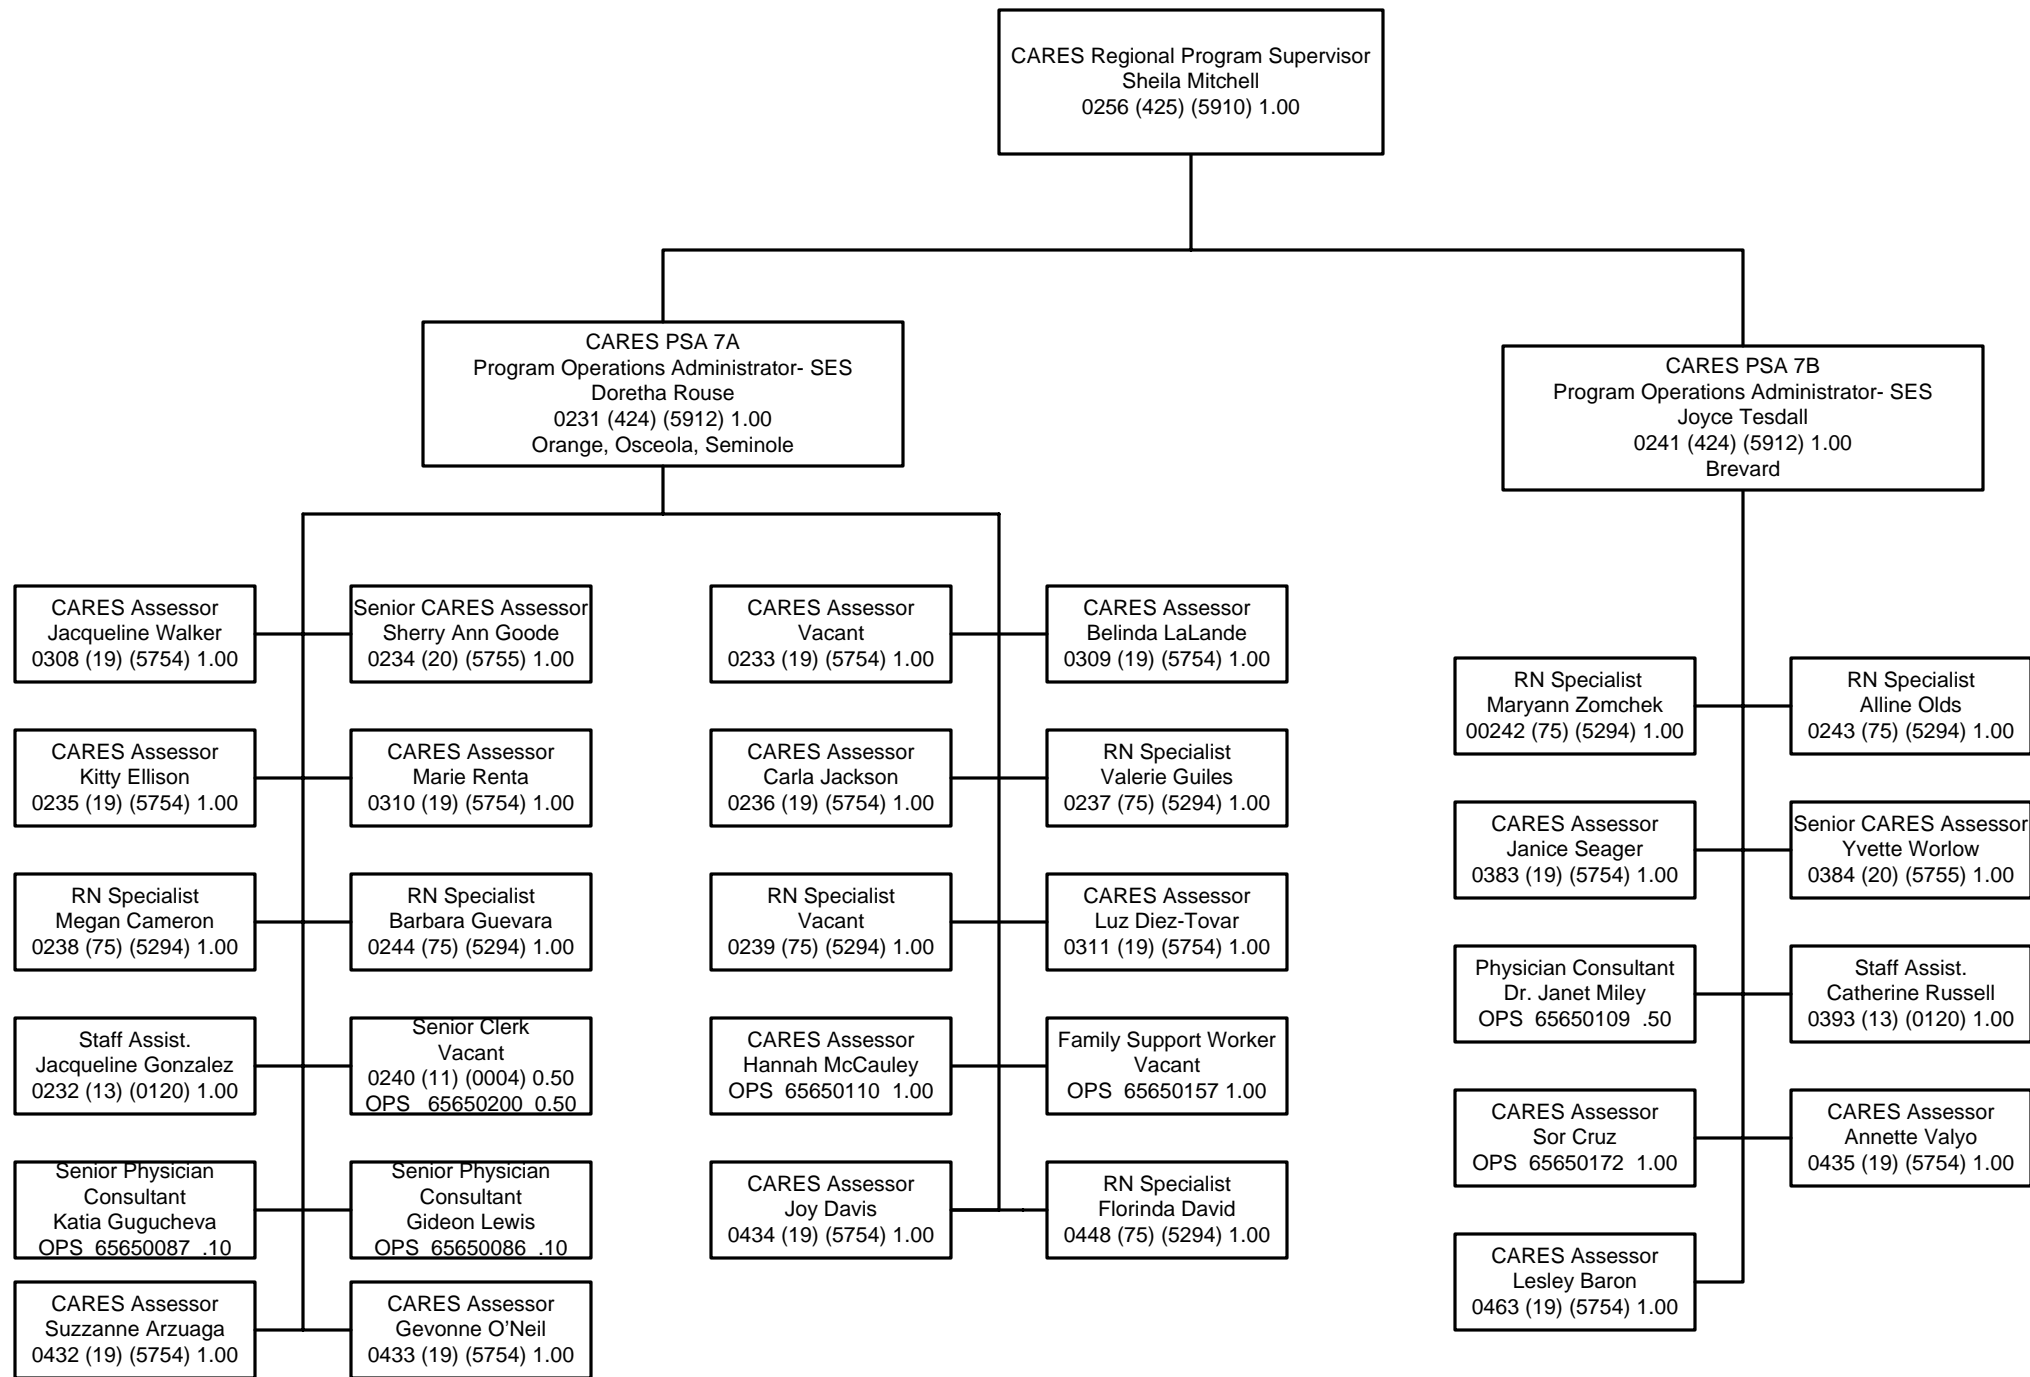 CARES Regional Program Supervisor
Sheila Mitchell
0256 (425) (5910) 1.00
CARES PSA 7A
Program Operations Administrator- SES
Doretha Rouse
0231 (424) (5912) 1.00
Orange, Osceola, Seminole
CARES PSA 7B
Program Operations Administrator- SES
Joyce Tesdall
0241 (424) (5912) 1.00
Brevard
CARES Assessor
Jacqueline Walker
0308 (19) (5754) 1.00
Senior CARES Assessor
Sherry Ann Goode
0234 (20) (5755) 1.00
CARES Assessor
Vacant
0233 (19) (5754) 1.00
CARES Assessor
Belinda LaLande
0309 (19) (5754) 1.00
RN Specialist
Maryann Zomchek
00242 (75) (5294) 1.00
RN Specialist
Alline Olds
0243 (75) (5294) 1.00
CARES Assessor
Kitty Ellison
0235 (19) (5754) 1.00
CARES Assessor
Marie Renta
0310 (19) (5754) 1.00
CARES Assessor
Carla Jackson
0236 (19) (5754) 1.00
RN Specialist
Valerie Guiles
0237 (75) (5294) 1.00
CARES Assessor
Janice Seager
0383 (19) (5754) 1.00
Senior CARES Assessor
Yvette Worlow
0384 (20) (5755) 1.00
RN Specialist
Megan Cameron
0238 (75) (5294) 1.00
RN Specialist
Barbara Guevara
0244 (75) (5294) 1.00
RN Specialist
Vacant
0239 (75) (5294) 1.00
CARES Assessor
Luz Diez-Tovar
0311 (19) (5754) 1.00
Physician Consultant
Dr. Janet Miley
OPS 65650109 .50
Staff Assist.
Catherine Russell
0393 (13) (0120) 1.00
Staff Assist.
Jacqueline Gonzalez
0232 (13) (0120) 1.00
Senior Clerk
Vacant
0240 (11) (0004) 0.50
OPS 65650200 0.50
CARES Assessor
Hannah McCauley
OPS 65650110 1.00
Family Support Worker
Vacant
OPS 65650157 1.00
CARES Assessor
Sor Cruz
OPS 65650172 1.00
CARES Assessor
Annette Valyo
0435 (19) (5754) 1.00
Senior Physician
Consultant
Katia Gugucheva
OPS 65650087 .10
Senior Physician
Consultant
Gideon Lewis
OPS 65650086 .10
CARES Assessor
Joy Davis
0434 (19) (5754) 1.00
RN Specialist
Florinda David
0448 (75) (5294) 1.00
CARES Assessor
Lesley Baron
0463 (19) (5754) 1.00
CARES Assessor
Suzzanne Arzuaga
0432 (19) (5754) 1.00
CARES Assessor
Gevonne O'Neil
0433 (19) (5754) 1.00